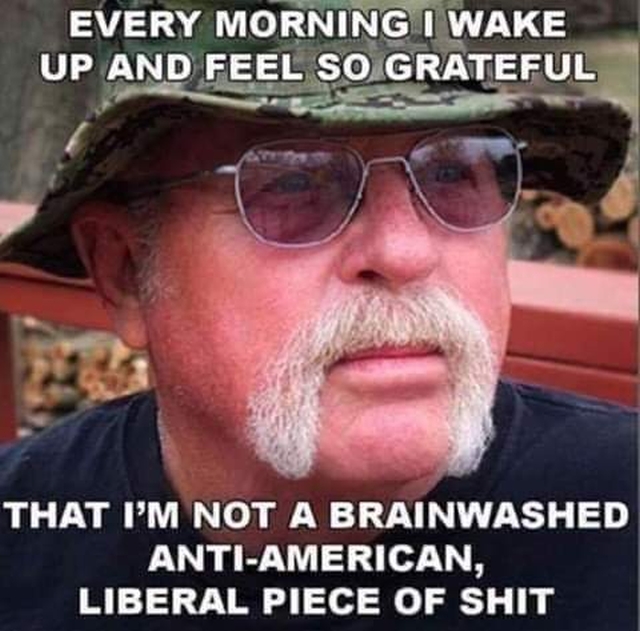 EVERY MORNING I WAKE
UP AND FEEL SO GRATEFUL
THAT I'M NOT A BRAINWASHED
ANTI-AMERICAN,
LIBERAL PIECE OF SHIT